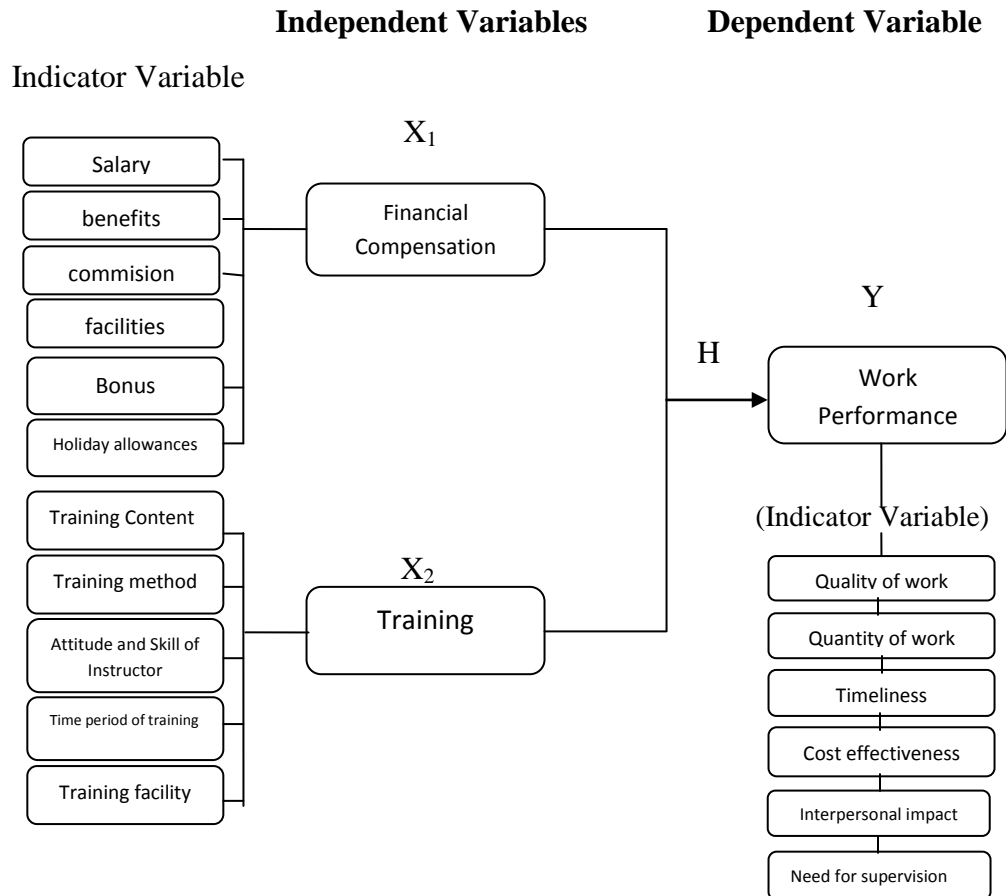 Independent Variables
Dependent Variable
Indicator Variable
X₁
Salary
benefits
commision
facilities
Bonus
Holiday allowances
Financial
Compensation
Training Content
Training method
Attitude and Skill of
Instructor
Time period of training
Training facility
X₂
Training
H
Y
Work
Performance
(Indicator Variable)
Quality of work
Quantity of work
Timeliness
Cost effectiveness
Interpersonal impact
Need for supervision